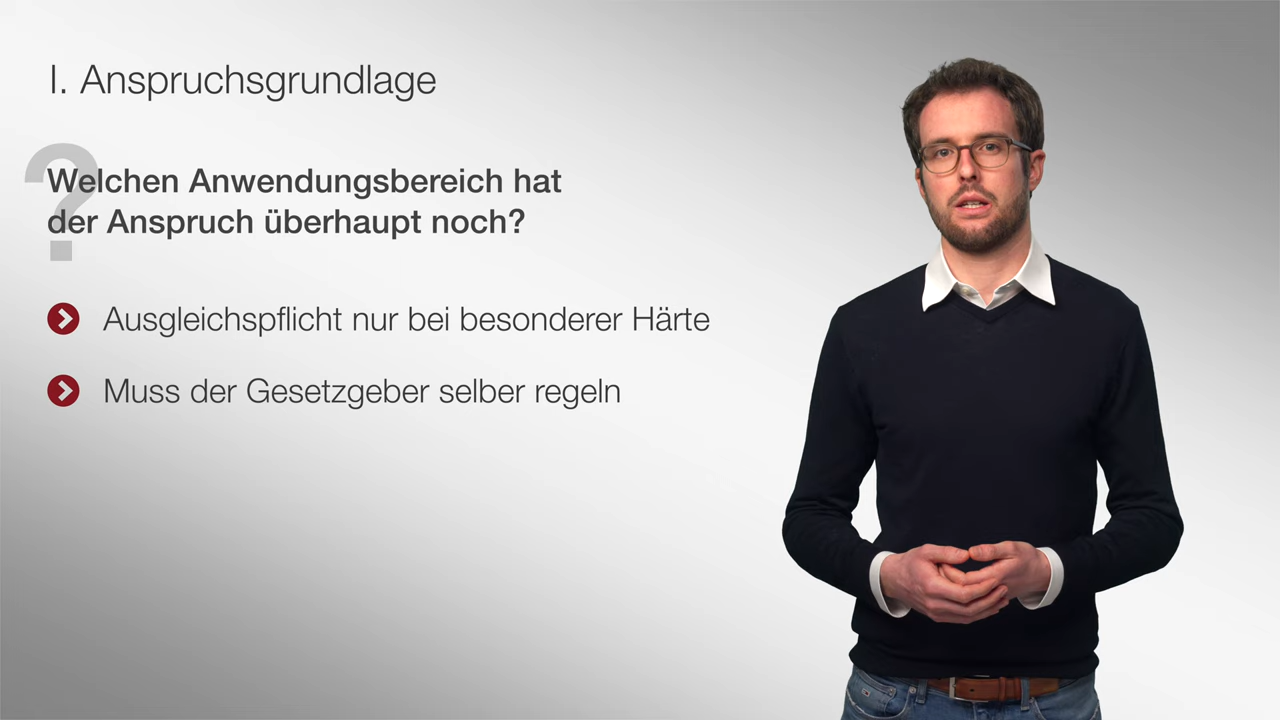 I. Anspruchsgrundlage
?
Welchen Anwendungsbereich hat
der Anspruch überhaupt noch?
Ausgleichspflicht nur bei besonderer Härte
Muss der Gesetzgeber selber regeln